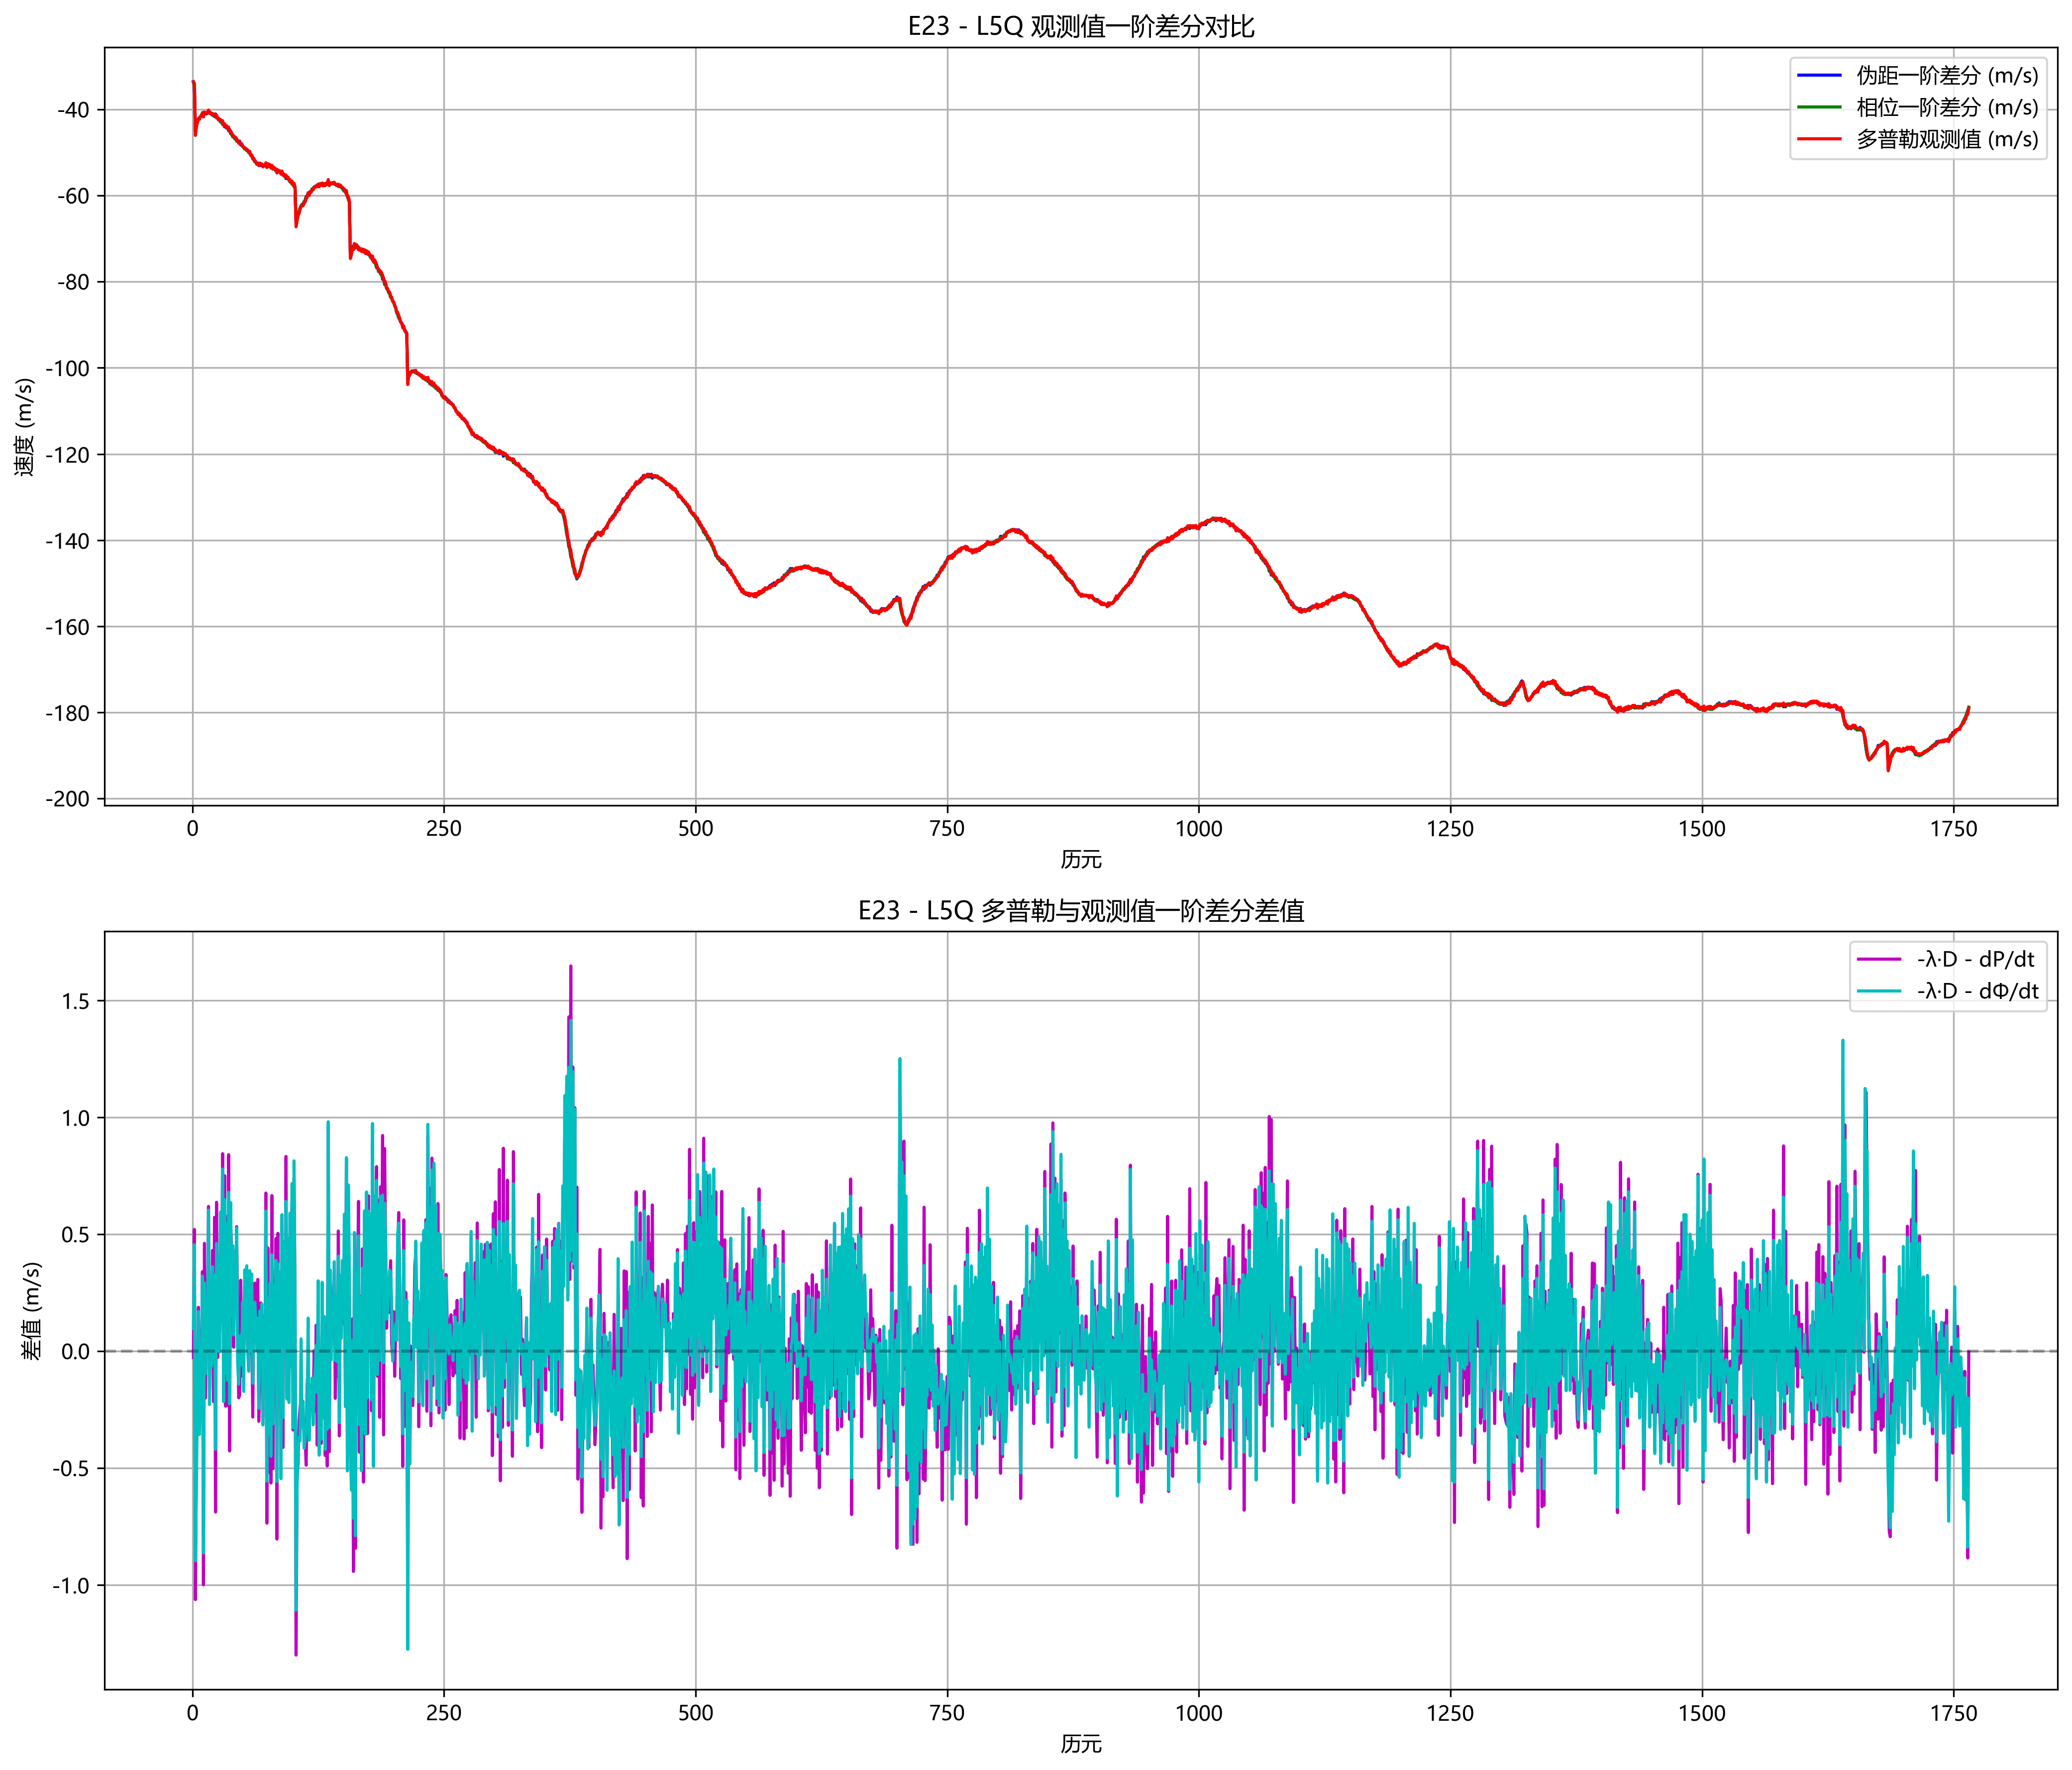 E23 - L5Q 观测值一阶差分对比
伪距一阶差分 (m/s)
相位一阶差分 (m/s)
多普勒观测值 (m/s)
速度 (m/s)
-40
-60
-80
-100
-120
-140
-160
-180
-200
0 250 500 750 1000 1250 1500 1750
历元
E23 - L5Q 多普勒与观测值一阶差分差值
-λ·D - dP/dt
-λ·D - dΦ/dt
差值 (m/s)
1.5
1.0
0.5
0.0
-0.5
-1.0
0 250 500 750 1000 1250 1500 1750
历元